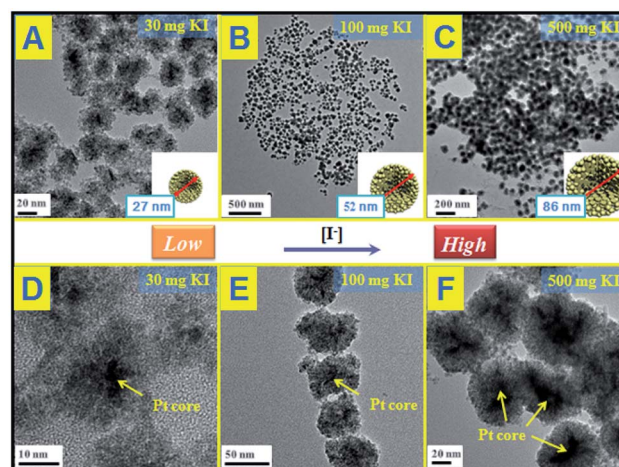 A
30 mg KI
20 nm
27 nm
B
100 mg KI
500 nm
52 nm
C
500 mg KI
200 nm
86 nm
Low
[I-]
High
D
30 mg KI
Pt core
10 nm
E
100 mg KI
Pt core
50 nm
F
500 mg KI
Pt core
20 nm